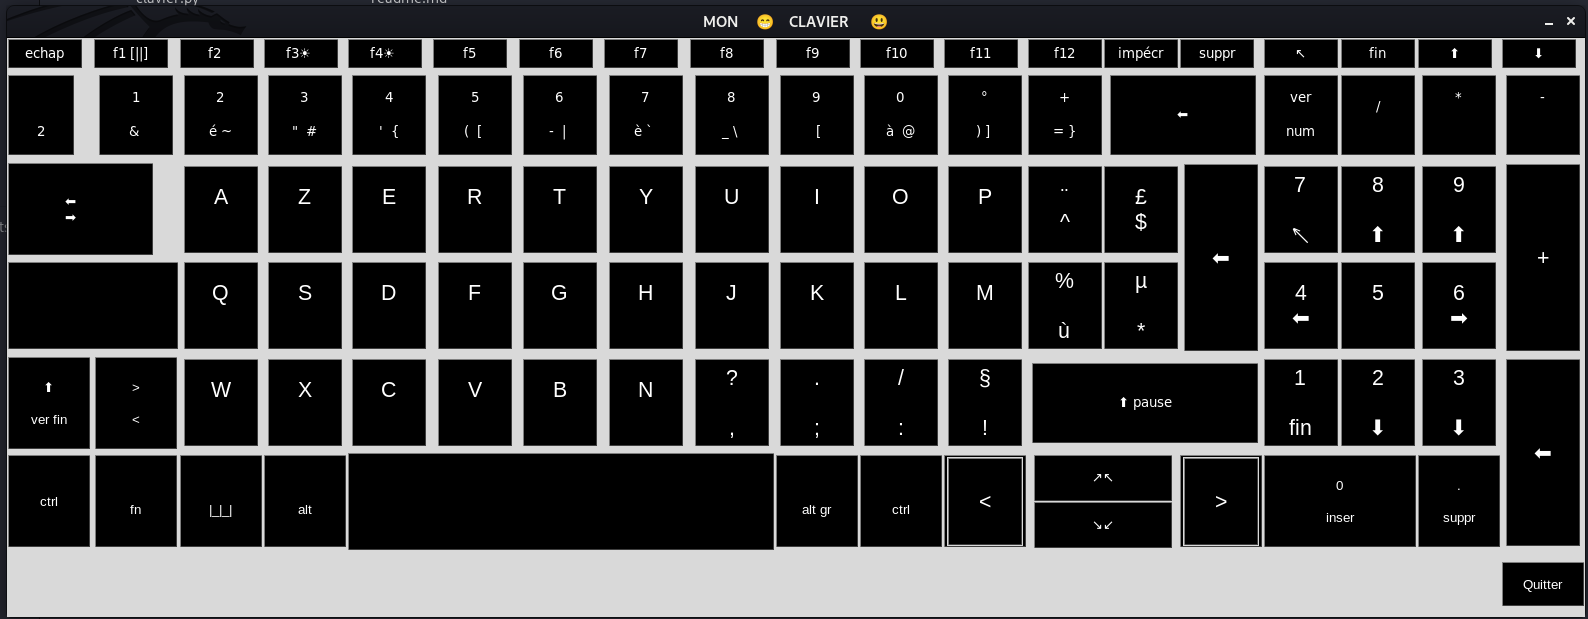 clavier.py readme.md
MON 😁 CLAVIER 😃
echap f1 [||] f2 f3☀ f4☀ f5 f6 f7 f8 f9 f10 f11 f12 impécr suppr ↖ fin ⬆ ⬇
1 2 3 4 5 6 7 8 9 0 ° + ⬅ ver / * -
2 & é ~ " # ' { ( [ - | è ` _ \ [ à @ ) ] = } num
⬅ A Z E R T Y U I O P ¨ £ 7 8 9
➡ ^ $ ↖ ⬆ ⬆
⬅ +
Q S D F G H J K L M % µ 4 5 6
ù * ⬅ ➡
⬆ > W X C V B N ? . / § ⬆ pause 1 2 3
ver fin < , ; : ! fin ⬇ ⬇
⬅
ctrl fn |_|_| alt alt gr ctrl < ↗↖ > 0 .
↘↙ inser suppr
Quitter